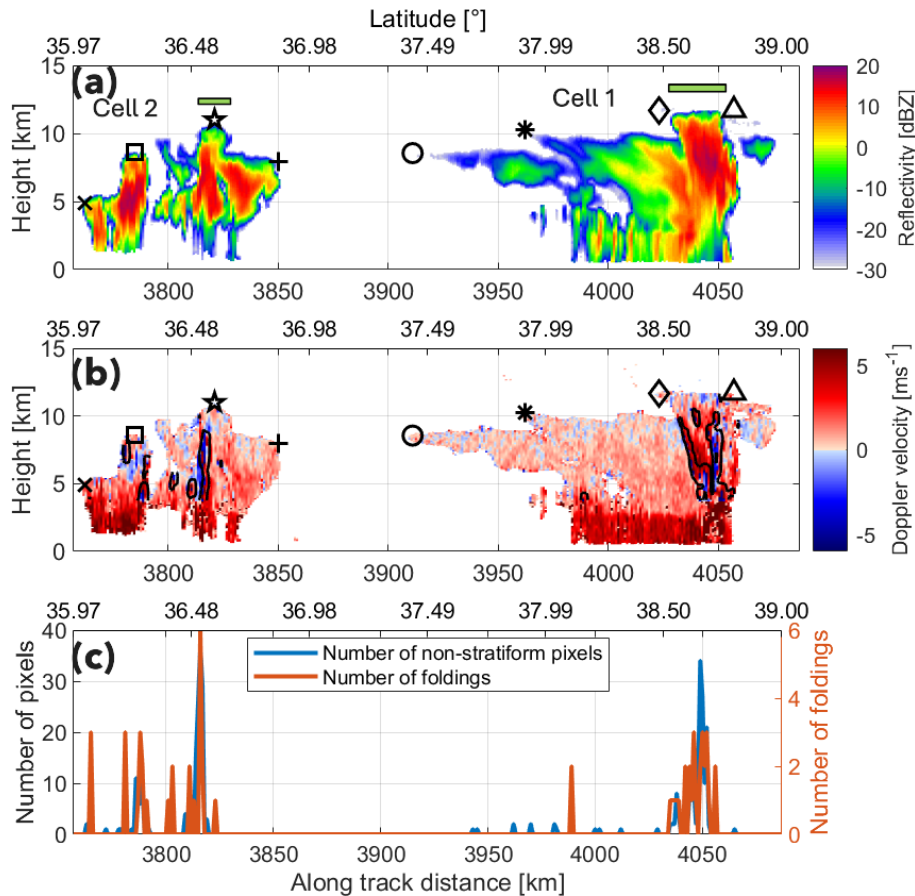 Latitude [°]
35.97 36.48 36.98 37.49 37.99 38.50 39.00
(a)
Cell 2
Cell 1
Height [km]
15
10
5
0
3800 3850 3900 3950 4000 4050
20
10
0
-10
-20
-30
Reflectivity [dBZ]
35.97 36.48 36.98 37.49 37.99 38.50 39.00
(b)
Height [km]
15
10
5
0
3800 3850 3900 3950 4000 4050
5
0
-5
Doppler velocity [ms⁻¹]
35.97 36.48 36.98 37.49 37.99 38.50 39.00
(c)
Number of pixels
40
30
20
10
0
Number of non-stratiform pixels
Number of foldings
6
4
2
0
Number of foldings
3800 3850 3900 3950 4000 4050
Along track distance [km]